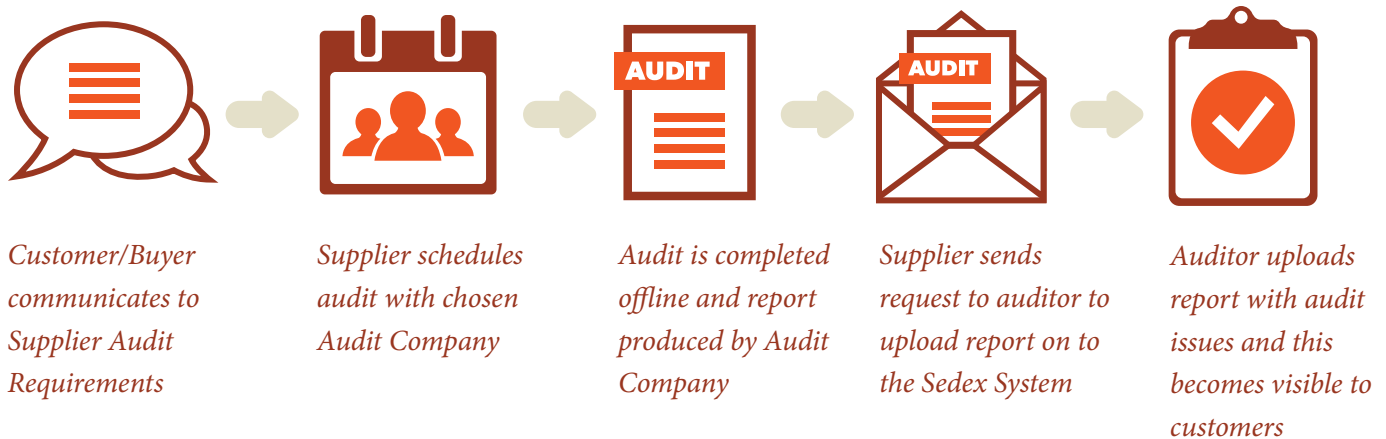 AUDIT
AUDIT
Customer/Buyer
communicates to
Supplier Audit
Requirements
Supplier schedules
audit with chosen
Audit Company
Audit is completed
offline and report
produced by Audit
Company
Supplier sends
request to auditor to
upload report on to
the Sedex System
Auditor uploads
report with audit
issues and this
becomes visible to
customers